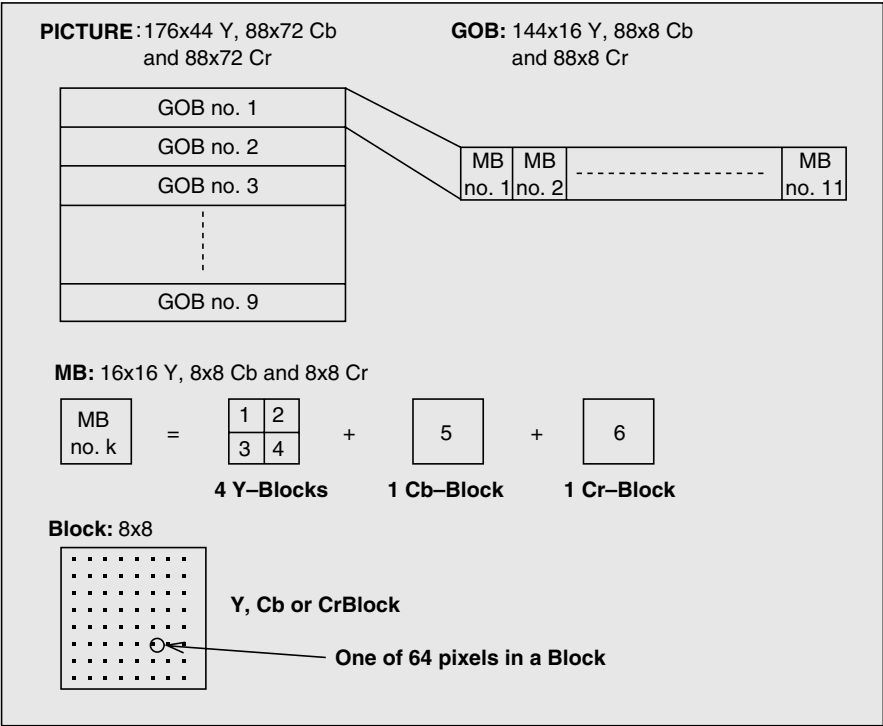 PICTURE: 176x44 Y, 88x72 Cb
and 88x72 Cr
GOB: 144x16 Y, 88x8 Cb
and 88x8 Cr
GOB no. 1
GOB no. 2
GOB no. 3
GOB no. 9
MB
no. 1
MB
no. 2
MB
no. 11
MB: 16x16 Y, 8x8 Cb and 8x8 Cr
MB
no. k
=
1 2
3 4
+
5
+
6
4 Y–Blocks
1 Cb–Block
1 Cr–Block
Block: 8x8
Y, Cb or CrBlock
One of 64 pixels in a Block